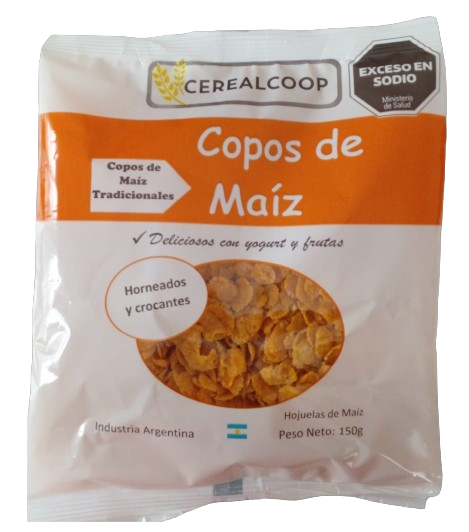 CEREALCOOP
EXCESO EN
SODIO
Ministerio
de Salud
Copos de
Maíz
Copos de
Maíz
Tradicionales
✓ Deliciosos con yogurt y frutas
Horneados
y crocantes
Hojuelas de Maíz
Industria Argentina
Peso Neto: 150g